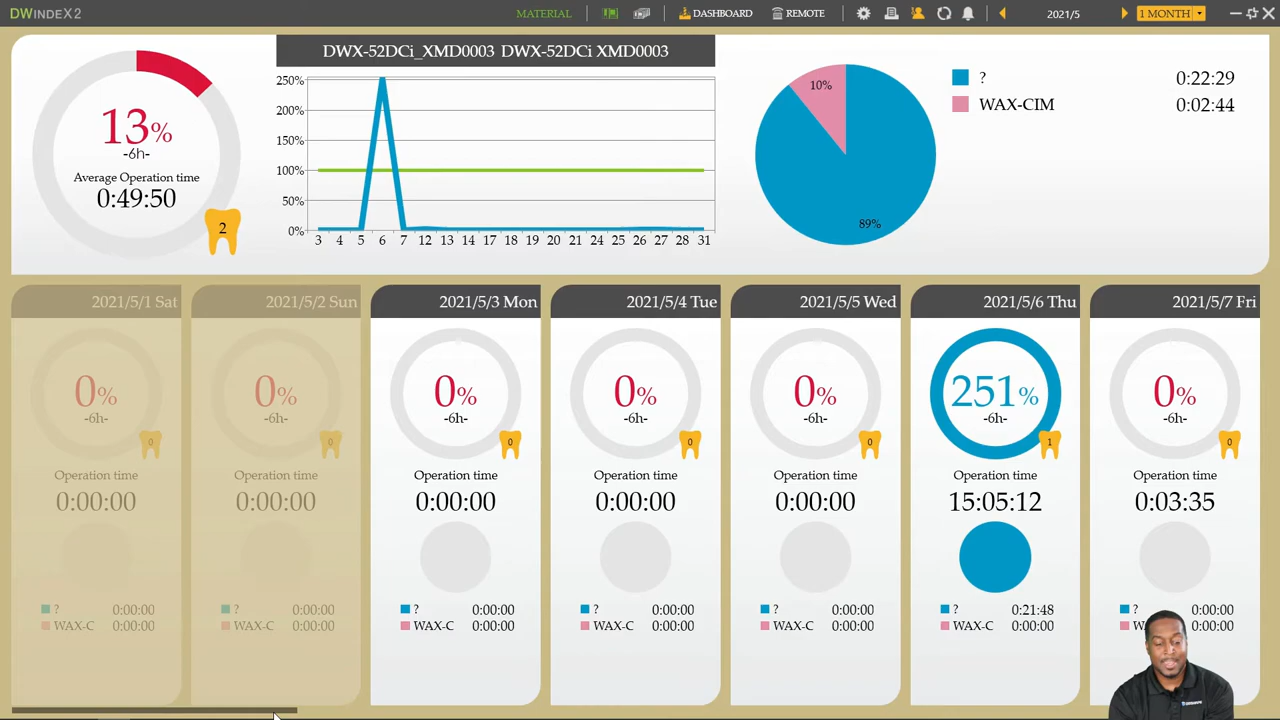 DWINDEX2
MATERIAL
DASHBOARD
REMOTE
2021/5
1 MONTH
13%
-6h-
Average Operation time
0:49:50
2
DWX-52DCi_XMD0003 DWX-52DCi XMD0003
250%
200%
150%
100%
50%
0%
3 4 5 6 7 12 13 14 17 18 19 20 21 24 25 26 27 28 31
10%
89%
? 0:22:29
WAX-CIM 0:02:44
2021/5/1 Sat
0%
-6h-
0
Operation time
0:00:00
? 0:00:00
WAX-C 0:00:00
2021/5/2 Sun
0%
-6h-
0
Operation time
0:00:00
? 0:00:00
WAX-C 0:00:00
2021/5/3 Mon
0%
-6h-
0
Operation time
0:00:00
? 0:00:00
WAX-C 0:00:00
2021/5/4 Tue
0%
-6h-
0
Operation time
0:00:00
? 0:00:00
WAX-C 0:00:00
2021/5/5 Wed
0%
-6h-
0
Operation time
0:00:00
? 0:00:00
WAX-C 0:00:00
2021/5/6 Thu
251%
-6h-
1
Operation time
15:05:12
? 0:21:48
WAX-C 0:00:00
2021/5/7 Fri
0%
-6h-
0
Operation time
0:03:35
? 0:00:00
0:00:00